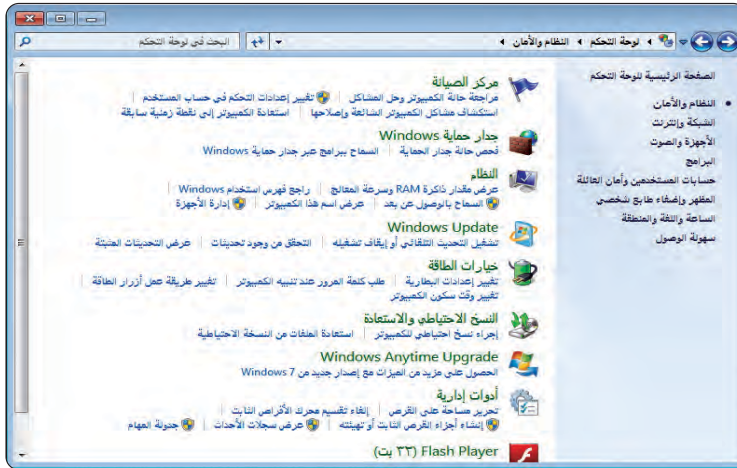 لوحة التحكم ◂ النظام والأمان ◂
البحث في لوحة التحكم
الصفحة الرئيسية للوحة التحكم
النظام والأمان
الشبكة وإنترنت
الأجهزة والصوت
البرامج
حسابات المستخدمين وأمان العائلة
المظهر وإضفاء طابع شخصي
الساعة واللغة والمنطقة
سهولة الوصول
مركز الصيانة
مراجعة حالة الكمبيوتر وحل المشاكل | تغيير إعدادات التحكم في حساب المستخدم
استكشاف مشاكل الكمبيوتر الشائعة وإصلاحها | استعادة الكمبيوتر إلى نقطة زمنية سابقة
جدار حماية Windows
فحص حالة جدار الحماية | السماح ببرامج عبر جدار حماية Windows
النظام
عرض مقدار ذاكرة RAM وسرعة المعالج | راجع فهرس استخدام Windows
السماح بالوصول عن بعد | عرض اسم هذا الكمبيوتر | إدارة الأجهزة
Windows Update
تشغيل التحديث التلقائي أو إيقاف تشغيله | التحقق من وجود تحديثات | عرض التحديثات المثبتة
خيارات الطاقة
تغيير إعدادات البطارية | طلب كلمة المرور عند تنبيه الكمبيوتر | تغيير طريقة عمل أزرار الطاقة
تغيير وقت سكون الكمبيوتر
النسخ الاحتياطي والاستعادة
إجراء نسخ احتياطي للكمبيوتر | استعادة الملفات من النسخة الاحتياطية
Windows Anytime Upgrade
الحصول على مزيد من الميزات مع إصدار جديد من Windows 7
أدوات إدارية
تحرير مساحة على القرص | إلغاء تقسيم محرك الأقراص الثابت
إنشاء أجزاء القرص الثابت أو تهيئته | عرض سجلات الأحداث | جدولة المهام
Flash Player (٣٢ بت)